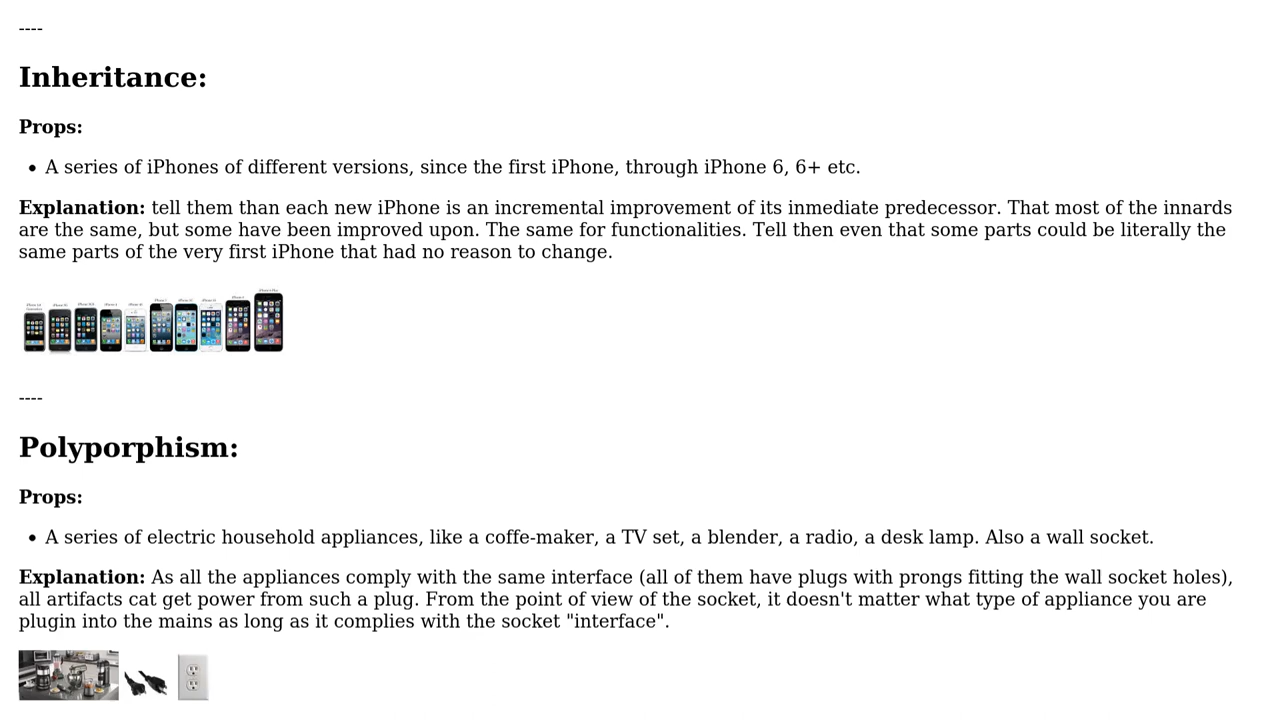 ----
Inheritance:
Props:
• A series of iPhones of different versions, since the first iPhone, through iPhone 6, 6+ etc.
Explanation: tell them than each new iPhone is an incremental improvement of its inmediate predecessor. That most of the innards
are the same, but some have been improved upon. The same for functionalities. Tell then even that some parts could be literally the
same parts of the very first iPhone that had no reason to change.
----
Polyporphism:
Props:
• A series of electric household appliances, like a coffe-maker, a TV set, a blender, a radio, a desk lamp. Also a wall socket.
Explanation: As all the appliances comply with the same interface (all of them have plugs with prongs fitting the wall socket holes),
all artifacts cat get power from such a plug. From the point of view of the socket, it doesn't matter what type of appliance you are
plugin into the mains as long as it complies with the socket "interface".